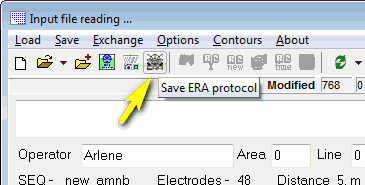 Input file reading ...
Load Save Exchange Options Contours About
Save ERA protocol
Modified 768 0
Operator Arlene Area 0 Line 0
SEQ - new_amnb Electrodes - 48 Distance 5. m